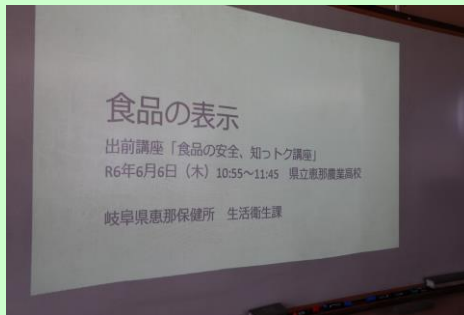 食品の表示
出前講座「食品の安全、知っトク講座」
R6年6月6日（木）10:55～11:45　県立恵那農業高校
岐阜県恵那保健所　生活衛生課